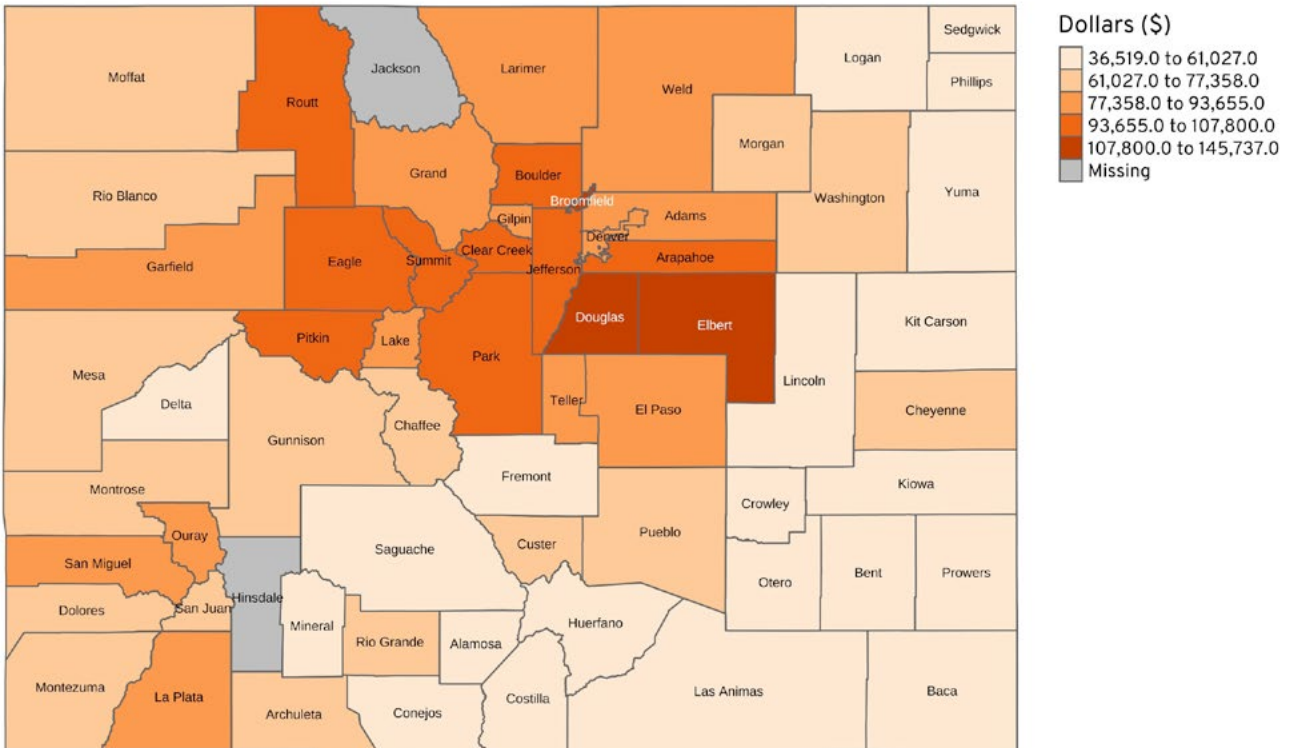 Dollars ($)
36,519.0 to 61,027.0
61,027.0 to 77,358.0
77,358.0 to 93,655.0
93,655.0 to 107,800.0
107,800.0 to 145,737.0
Missing
Sedgwick
Logan
Jackson
Larimer
Moffat
Phillips
Weld
Routt
Morgan
Grand
Boulder
Yuma
Rio Blanco
Washington
Broomfield
Gilpin
Adams
Denver
Clear Creek
Arapahoe
Eagle
Summit
Garfield
Jefferson
Douglas
Elbert
Kit Carson
Pitkin
Lake
Park
Mesa
Lincoln
Delta
Teller
El Paso
Cheyenne
Chaffee
Gunnison
Fremont
Kiowa
Montrose
Crowley
Ouray
Pueblo
Custer
Saguache
San Miguel
Bent
Prowers
Otero
Hinsdale
San Juan
Dolores
Huerfano
Mineral
Rio Grande
Alamosa
Montezuma
Las Animas
Baca
La Plata
Costilla
Archuleta
Conejos